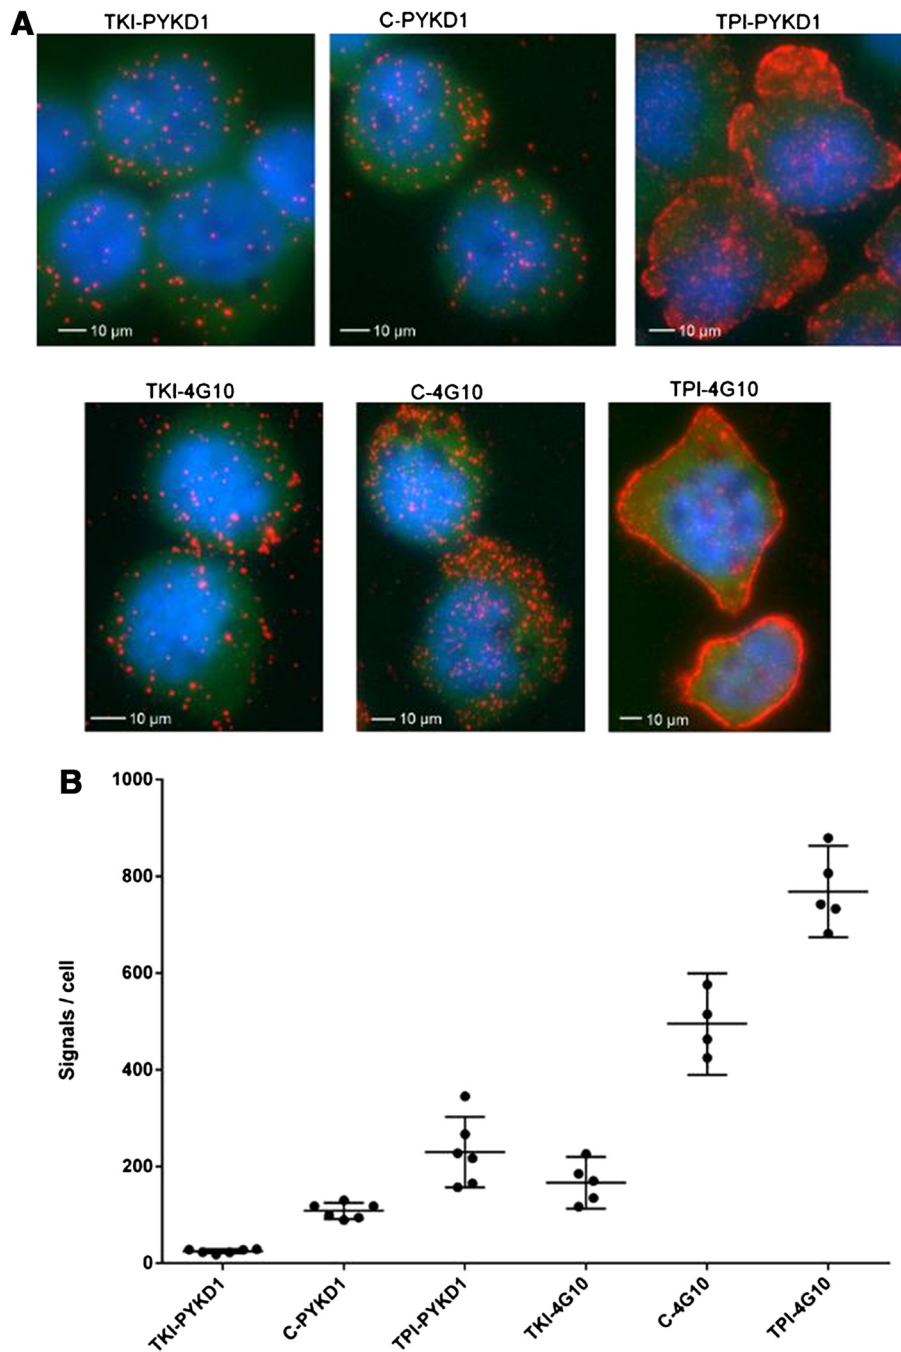 A
TKI-PYKD1 C-PYKD1 TPI-PYKD1
10 µm 10 µm 10 µm
TKI-4G10 C-4G10 TPI-4G10
10 µm 10 µm 10 µm
B
1000
800
600
400
200
0
Signals / cell
TKI-PYKD1 C-PYKD1 TPI-PYKD1 TKI-4G10 C-4G10 TPI-4G10